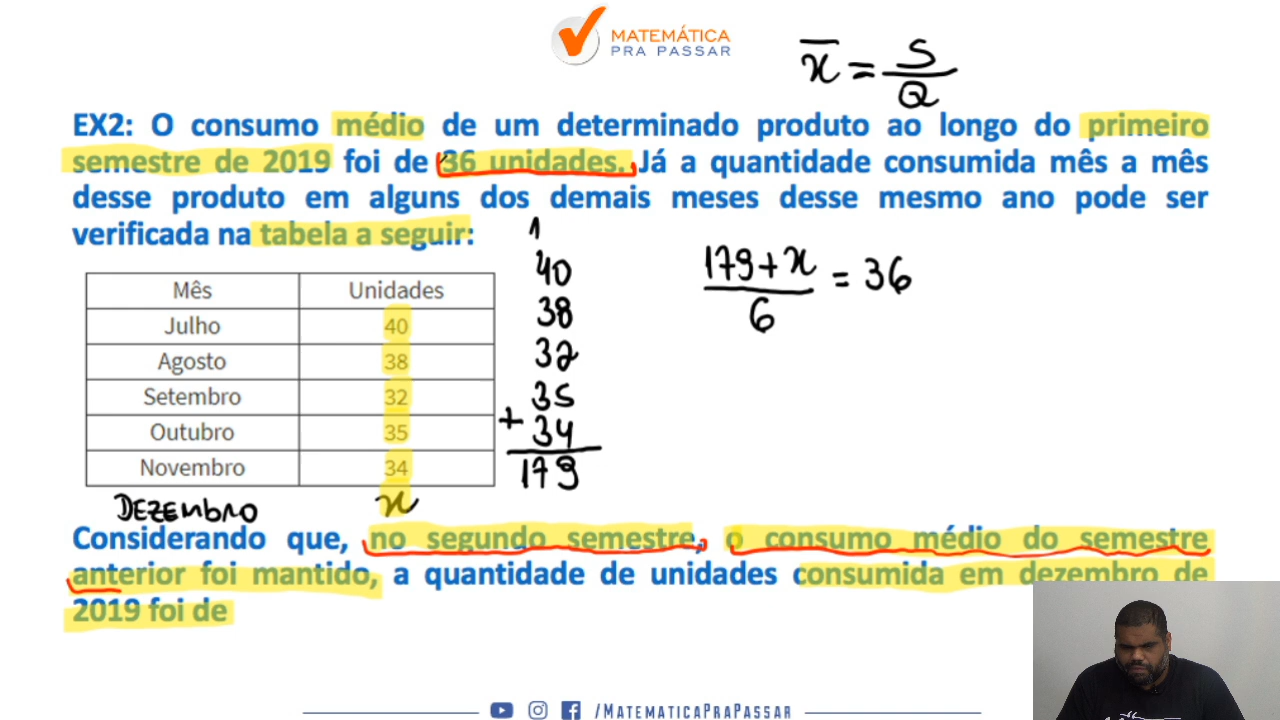 MATEMÁTICA
PRA PASSAR
x̅ = S/Q
EX2: O consumo médio de um determinado produto ao longo do primeiro
semestre de 2019 foi de 36 unidades. Já a quantidade consumida mês a mês
desse produto em alguns dos demais meses desse mesmo ano pode ser
verificada na tabela a seguir:
Mês Unidades
Julho 40
Agosto 38
Setembro 32
Outubro 35
Novembro 34
DEZEMBRO x
1
40
38
32
35
+ 34
179
(179+x)/6 = 36
Considerando que, no segundo semestre, o consumo médio do semestre
anterior foi mantido, a quantidade de unidades consumida em dezembro de
2019 foi de
/MATEMATICAPRAPASSAR